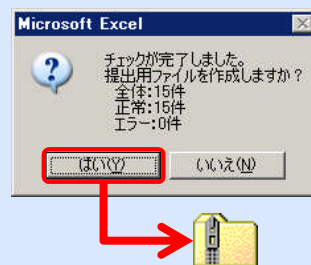 Microsoft Excel
チェックが完了しました。
提出用ファイルを作成しますか？
全体:15件
正常:15件
エラー:0件
はい(Y)
いいえ(N)